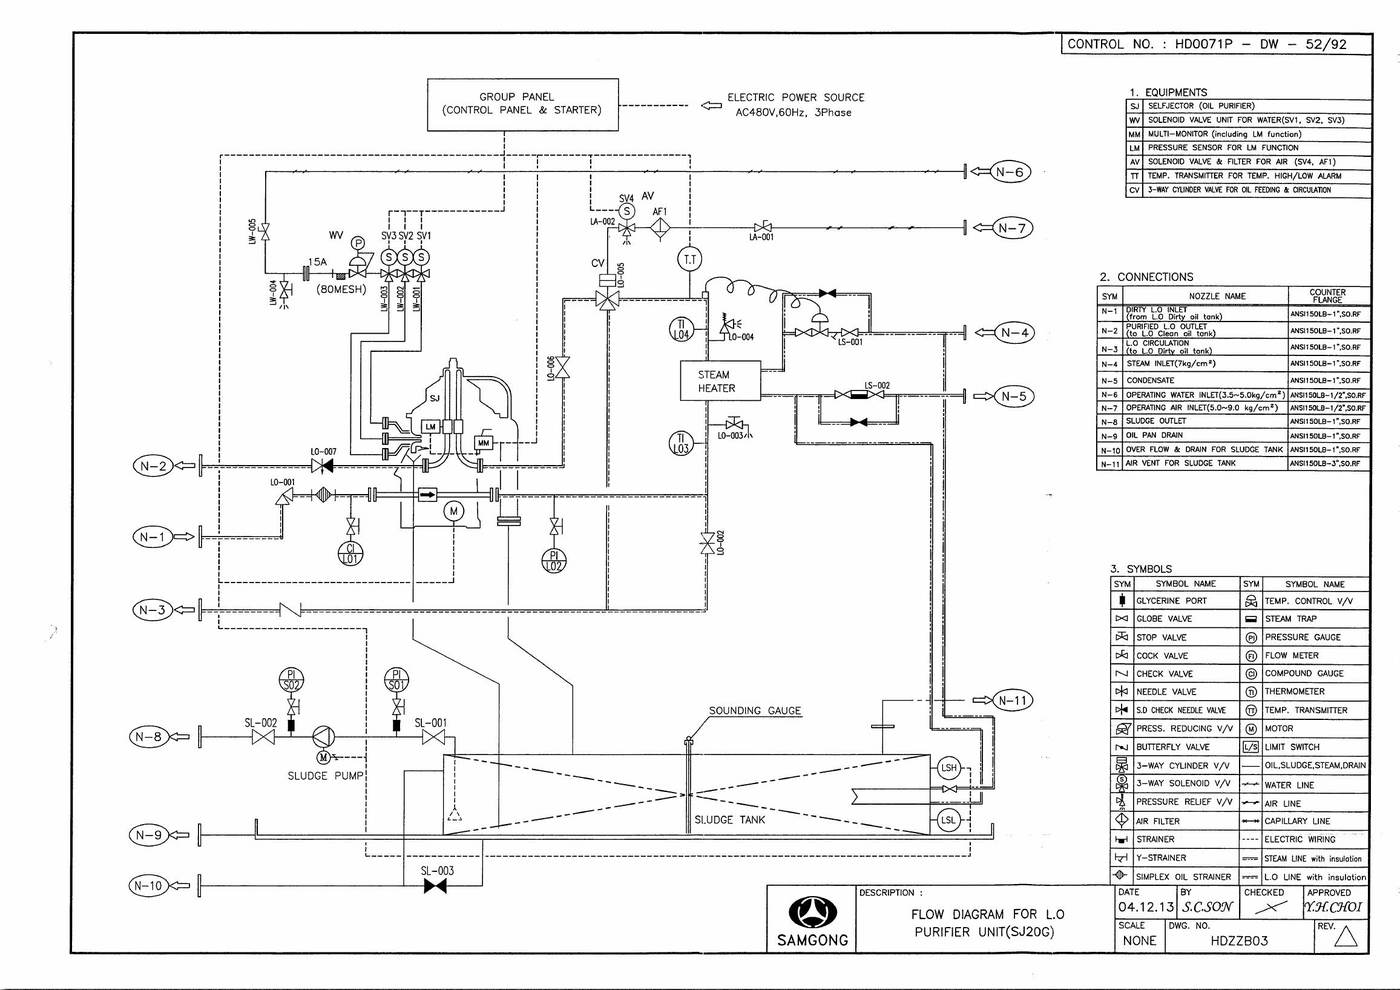 CONTROL NO. : HD0071P - DW - 52/92
GROUP PANEL
(CONTROL PANEL & STARTER)
ELECTRIC POWER SOURCE
AC480V,60Hz, 3Phase
N-6
N-7
N-4
N-5
N-11
N-2
N-1
N-3
N-8
N-9
N-10
LW-005
WV
P
15A
(80MESH)
LW-004
SV3 SV2 SV1
S S S
LW-003
LW-002
LW-001
SV4
AV
S
LA-002
AF1
LA-001
CV
LO-005
T.T
TI
L04
LO-004
STEAM
HEATER
LS-001
LS-002
LO-006
SJ
LM
MM
LO-003
TI
L03
LO-007
LO-001
M
CI
L01
PI
L02
LO-002
PI
S02
PI
S01
SL-002
SL-001
M
SLUDGE PUMP
SOUNDING GAUGE
LSH
LSL
SLUDGE TANK
SL-003
1. EQUIPMENTS
SJ SELFJECTOR (OIL PURIFIER)
WV SOLENOID VALVE UNIT FOR WATER(SV1, SV2, SV3)
MM MULTI-MONITOR (including LM function)
LM PRESSURE SENSOR FOR LM FUNCTION
AV SOLENOID VALVE & FILTER FOR AIR (SV4, AF1)
TT TEMP. TRANSMITTER FOR TEMP. HIGH/LOW ALARM
CV 3-WAY CYLINDER VALVE FOR OIL FEEDING & CIRCULATION
2. CONNECTIONS
SYM NOZZLE NAME COUNTER FLANGE
N-1 DIRTY L.O INLET (from L.O Dirty oil tank) ANSI150LB-1",SO.RF
N-2 PURIFIED L.O OUTLET (to L.O Clean oil tank) ANSI150LB-1",SO.RF
N-3 L.O CIRCULATION (to L.O Dirty oil tank) ANSI150LB-1",SO.RF
N-4 STEAM INLET(7kg/cm²) ANSI150LB-1",SO.RF
N-5 CONDENSATE ANSI150LB-1",SO.RF
N-6 OPERATING WATER INLET(3.5~5.0kg/cm²) ANSI150LB-1/2",SO.RF
N-7 OPERATING AIR INLET(5.0~9.0 kg/cm²) ANSI150LB-1/2",SO.RF
N-8 SLUDGE OUTLET ANSI150LB-1",SO.RF
N-9 OIL PAN DRAIN ANSI150LB-1",SO.RF
N-10 OVER FLOW & DRAIN FOR SLUDGE TANK ANSI150LB-1",SO.RF
N-11 AIR VENT FOR SLUDGE TANK ANSI150LB-3",SO.RF
3. SYMBOLS
SYM SYMBOL NAME SYM SYMBOL NAME
GLYCERINE PORT TEMP. CONTROL V/V
GLOBE VALVE STEAM TRAP
STOP VALVE PI PRESSURE GAUGE
COCK VALVE FI FLOW METER
CHECK VALVE CI COMPOUND GAUGE
NEEDLE VALVE TI THERMOMETER
S.D CHECK NEEDLE VALVE TT TEMP. TRANSMITTER
PRESS. REDUCING V/V M MOTOR
BUTTERFLY VALVE L/S LIMIT SWITCH
3-WAY CYLINDER V/V OIL,SLUDGE,STEAM,DRAIN
S 3-WAY SOLENOID V/V WATER LINE
PRESSURE RELIEF V/V AIR LINE
AIR FILTER CAPILLARY LINE
STRAINER ELECTRIC WIRING
Y-STRAINER STEAM LINE with insulation
SIMPLEX OIL STRAINER L.O LINE with insulation
SAMGONG
DESCRIPTION :
FLOW DIAGRAM FOR L.O
PURIFIER UNIT(SJ20G)
DATE BY CHECKED APPROVED
04.12.13 S.C.SON Y.H.CHOI
SCALE DWG. NO. REV.
NONE HDZZB03